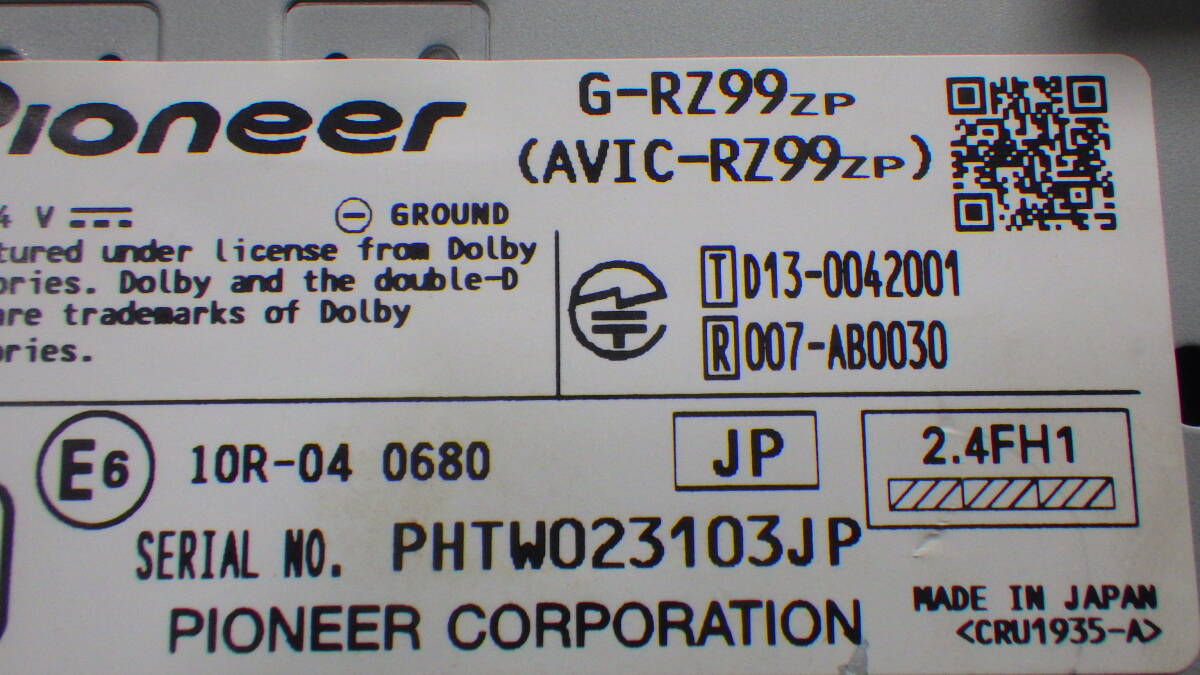 Pioneer
G-RZ99ZP
(AVIC-RZ99ZP)
4 V
GROUND
tured under license from Dolby
ories. Dolby and the double-D
are trademarks of Dolby
ories.
T D13-0042001
R 007-AB0030
E6
10R-04 0680
JP
2.4FH1
SERIAL NO. PHTW023103JP
PIONEER CORPORATION
MADE IN JAPAN
<CRU1935-A>